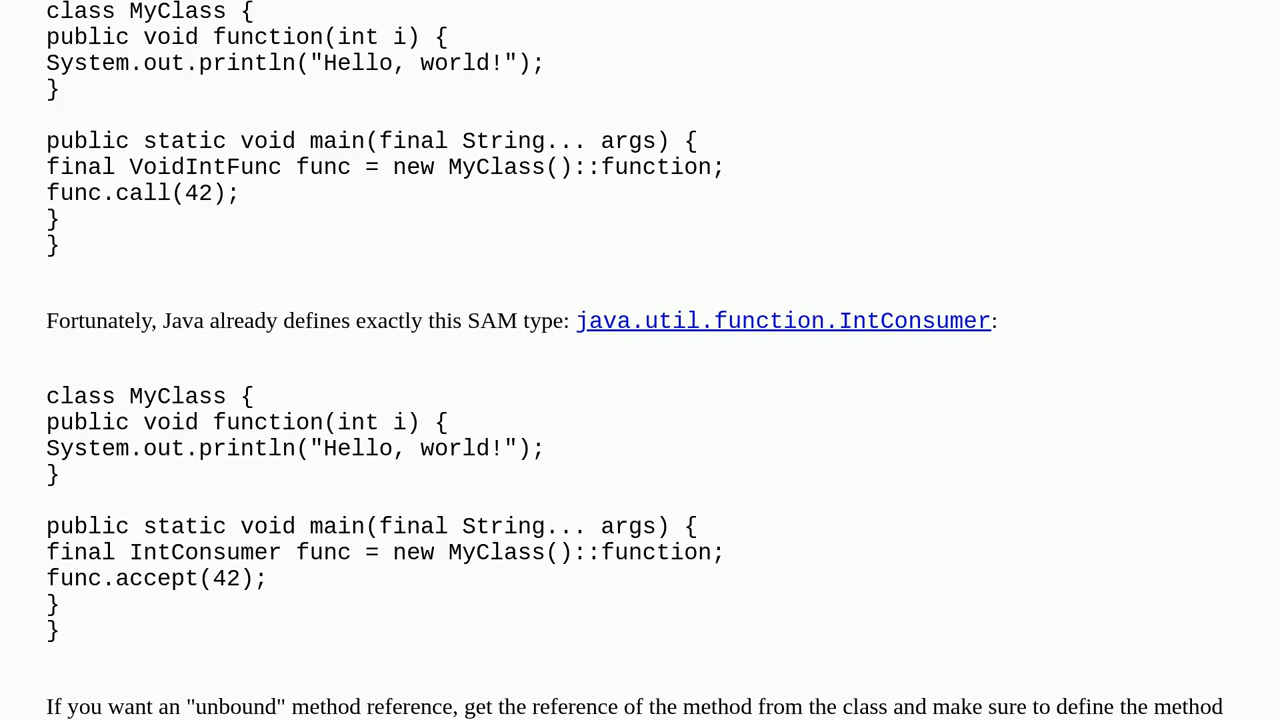 class MyClass {
public void function(int i) {
System.out.println("Hello, world!");
}
public static void main(final String... args) {
final VoidIntFunc func = new MyClass()::function;
func.call(42);
}
}
Fortunately, Java already defines exactly this SAM type: java.util.function.IntConsumer:
class MyClass {
public void function(int i) {
System.out.println("Hello, world!");
}
public static void main(final String... args) {
final IntConsumer func = new MyClass()::function;
func.accept(42);
}
}
If you want an "unbound" method reference, get the reference of the method from the class and make sure to define the method